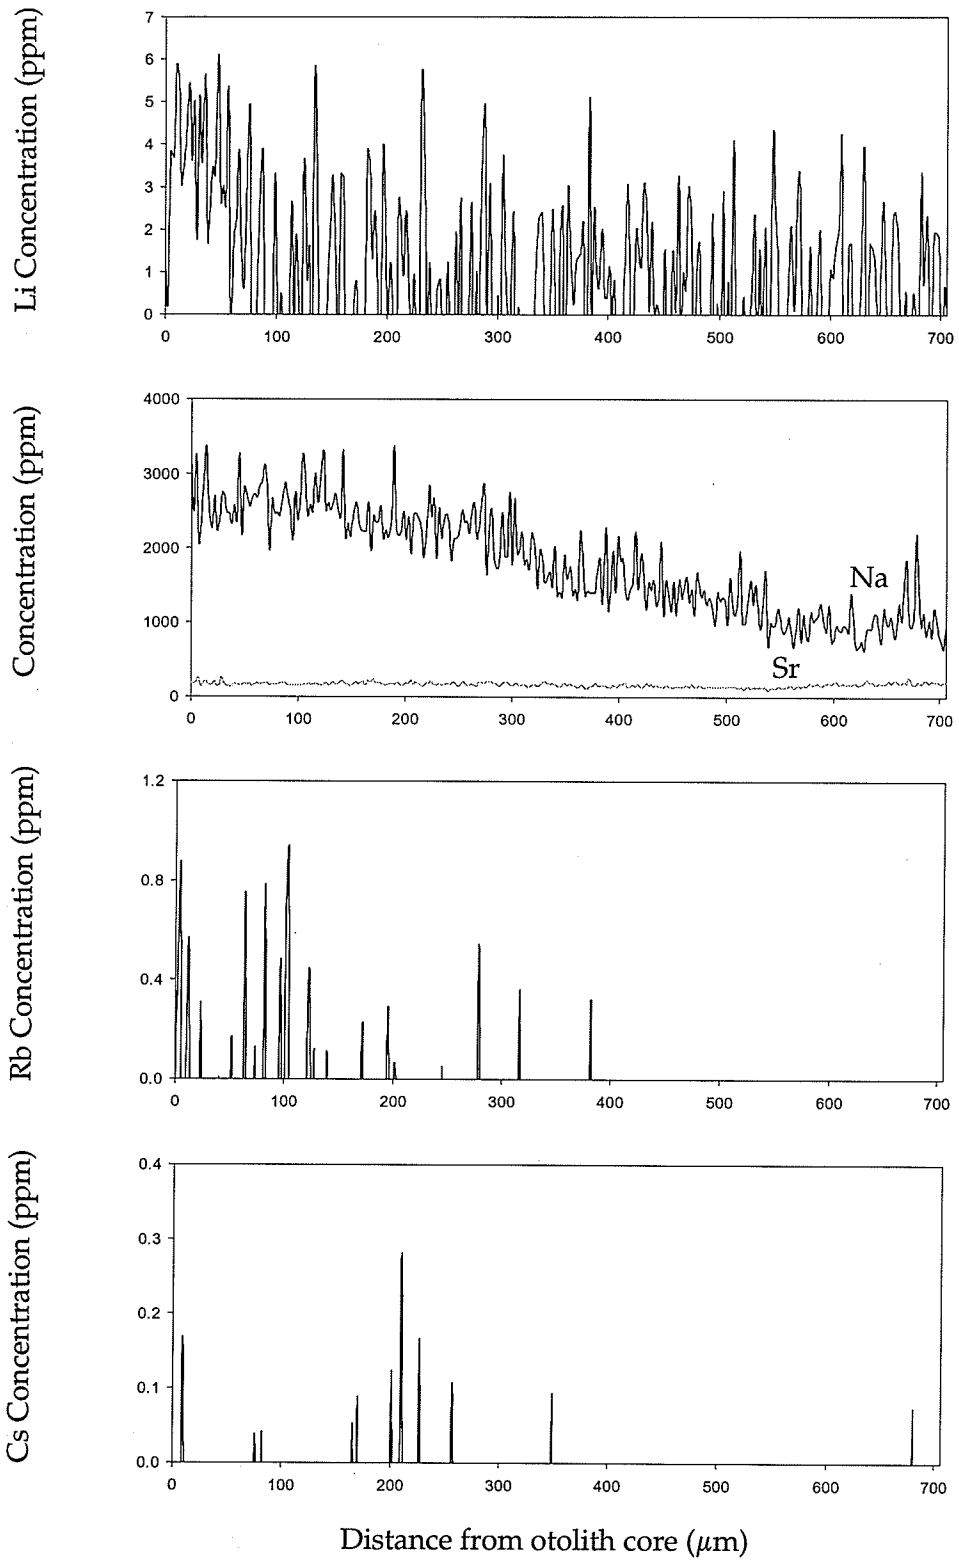 Li Concentration (ppm)
7
6
5
4
3
2
1
0
0 100 200 300 400 500 600 700
Concentration (ppm)
4000
3000
2000
1000
0
Na
Sr
0 100 200 300 400 500 600 700
Rb Concentration (ppm)
1.2
0.8
0.4
0.0
0 100 200 300 400 500 600 700
Cs Concentration (ppm)
0.4
0.3
0.2
0.1
0.0
0 100 200 300 400 500 600 700
Distance from otolith core (μm)